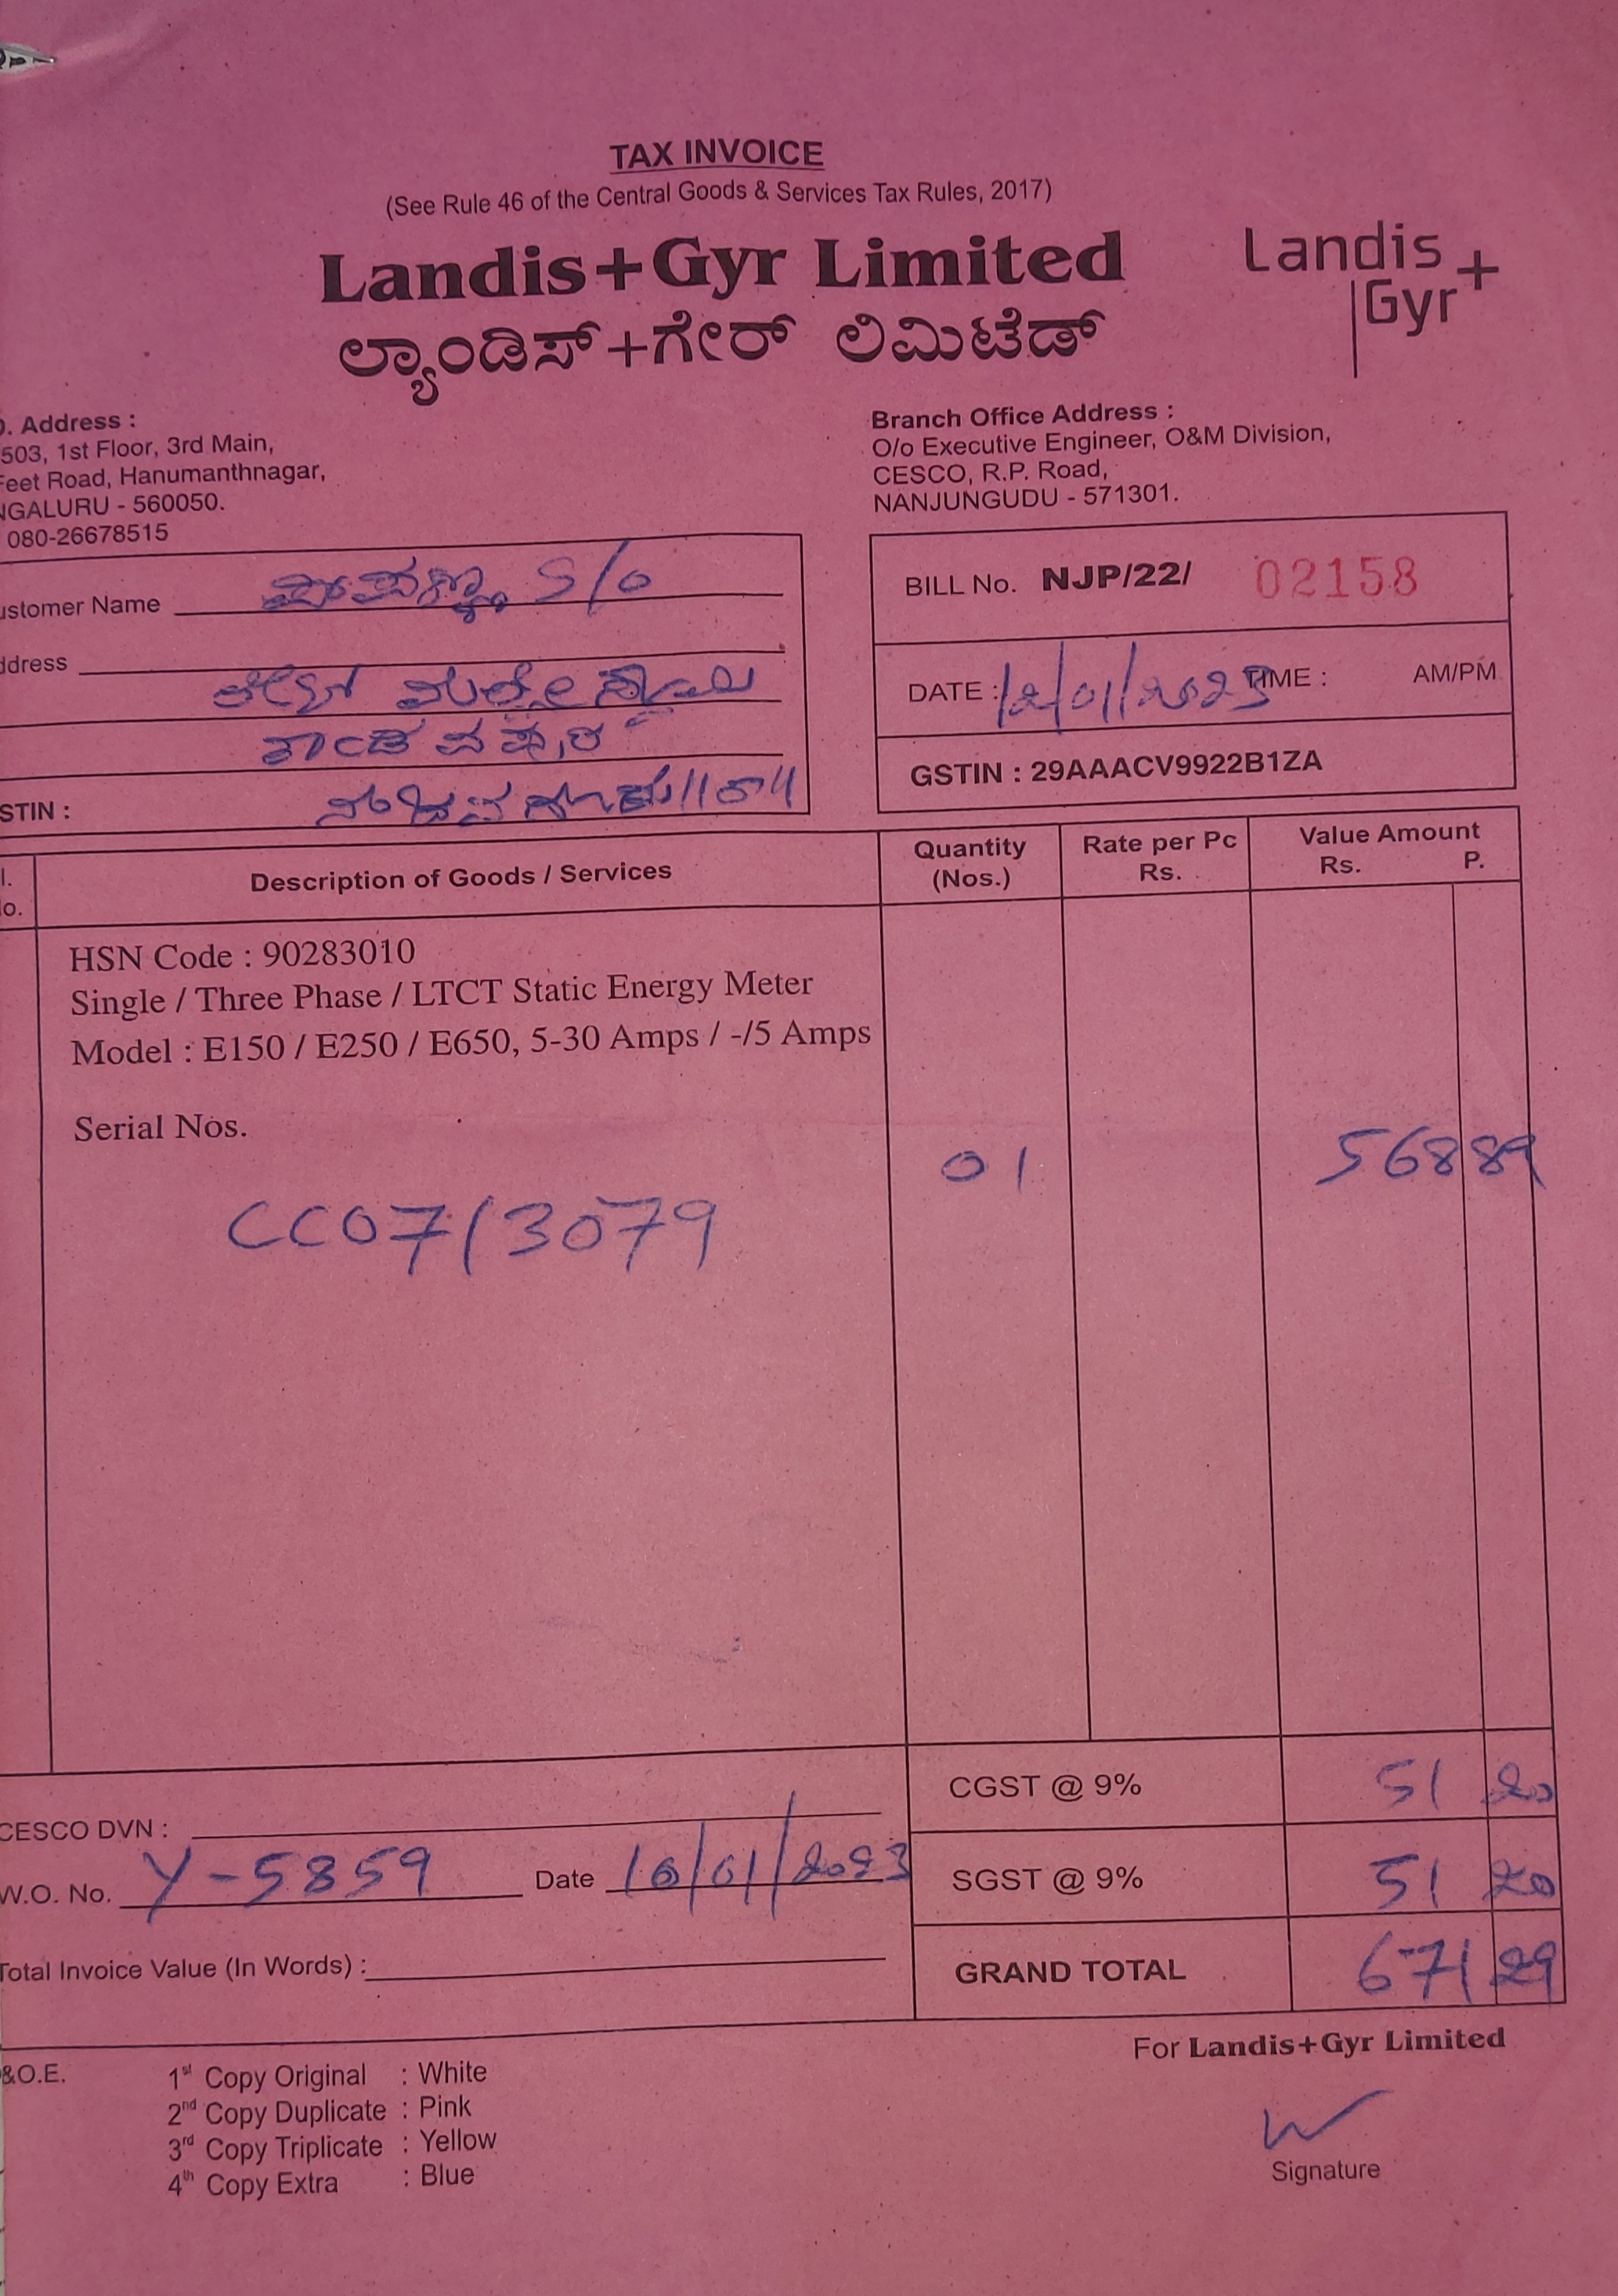 TAX INVOICE
(See Rule 46 of the Central Goods & Services Tax Rules, 2017)
Landis+Gyr Limited
ಲ್ಯಾಂಡಿಸ್+ಗೇರ್ ಲಿಮಿಟೆಡ್
Landis
Gyr+
. Address :
503, 1st Floor, 3rd Main,
Feet Road, Hanumanthnagar,
NGALURU - 560050.
080-26678515
Branch Office Address :
O/o Executive Engineer, O&M Division,
CESCO, R.P. Road,
NANJUNGUDU - 571301.
ustomer Name S/o
ddress
STIN :
BILL No. NJP/22/ 02158
DATE : 12/01/2023 TIME : AM/PM
GSTIN : 29AAACV9922B1ZA
l. o. Description of Goods / Services Quantity (Nos.) Rate per Pc Rs. Value Amount Rs. P.
HSN Code : 90283010
Single / Three Phase / LTCT Static Energy Meter
Model : E150 / E250 / E650, 5-30 Amps / -/5 Amps
Serial Nos.
CC07/3079 01 568 89
CGST @ 9% 51 20
CESCO DVN :
W.O. No. Y-5859 Date 10/01/2023
SGST @ 9% 51 20
Total Invoice Value (In Words) :
GRAND TOTAL 671 29
For Landis+Gyr Limited
&O.E.
1st Copy Original : White
2nd Copy Duplicate : Pink
3rd Copy Triplicate : Yellow
4th Copy Extra : Blue
Signature